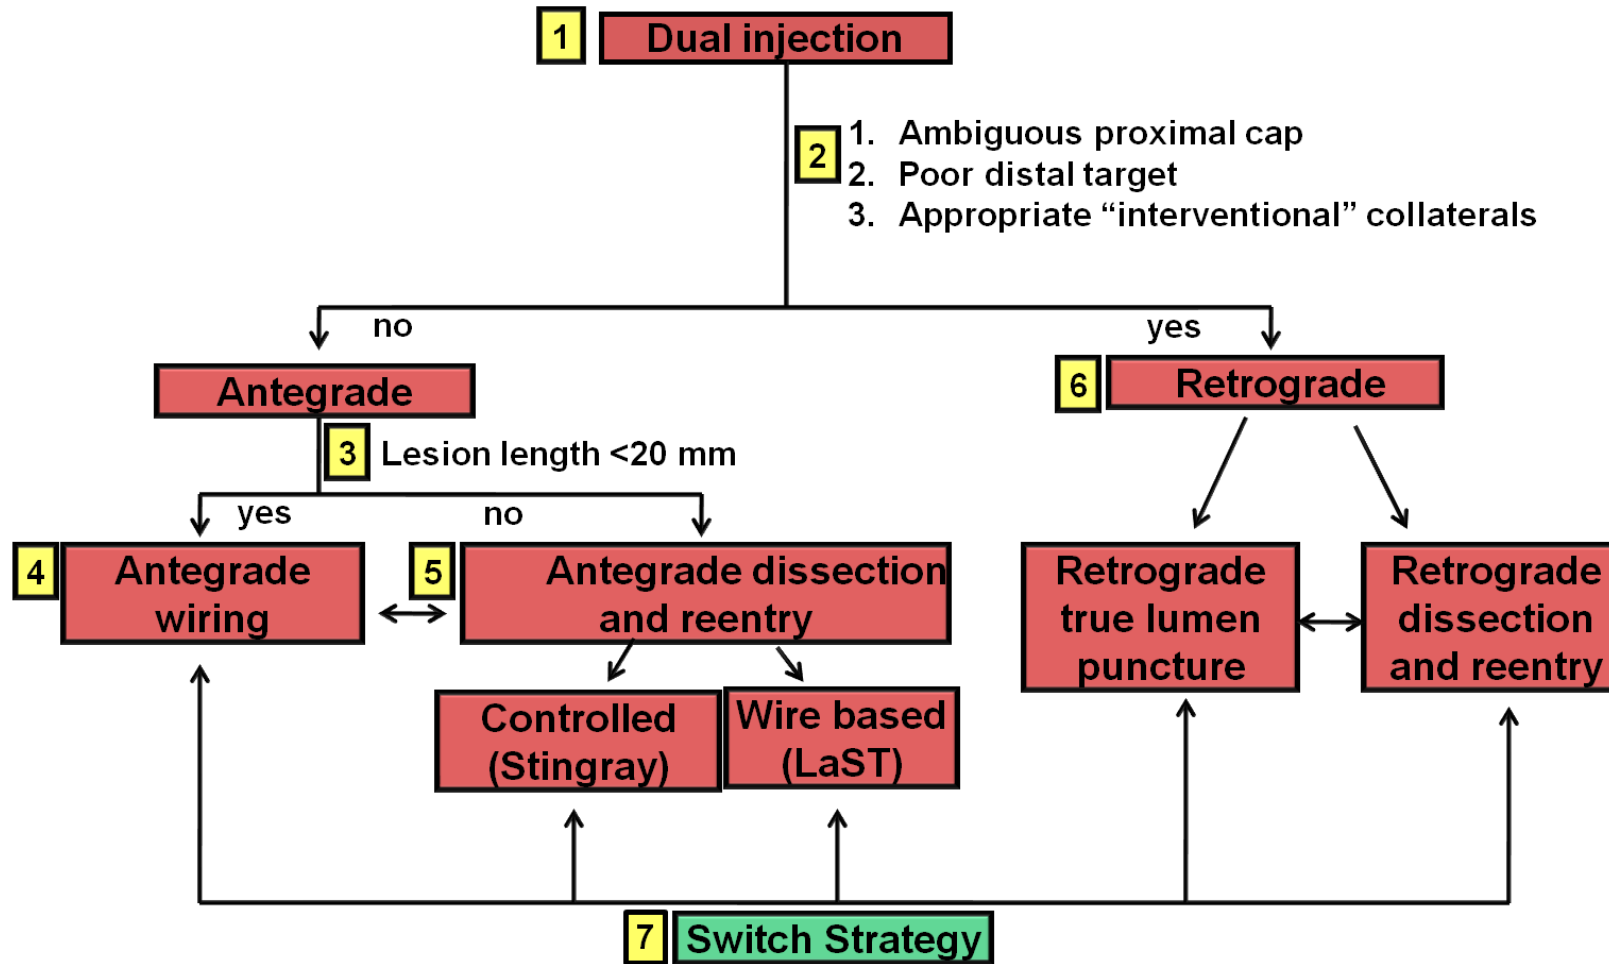 1 Dual injection
2
1. Ambiguous proximal cap
2. Poor distal target
3. Appropriate “interventional” collaterals
no
yes
Antegrade
6 Retrograde
3 Lesion length <20 mm
yes
no
4 Antegrade
wiring
5 Antegrade dissection
and reentry
Retrograde
true lumen
puncture
Retrograde
dissection
and reentry
Controlled
(Stingray)
Wire based
(LaST)
7 Switch Strategy